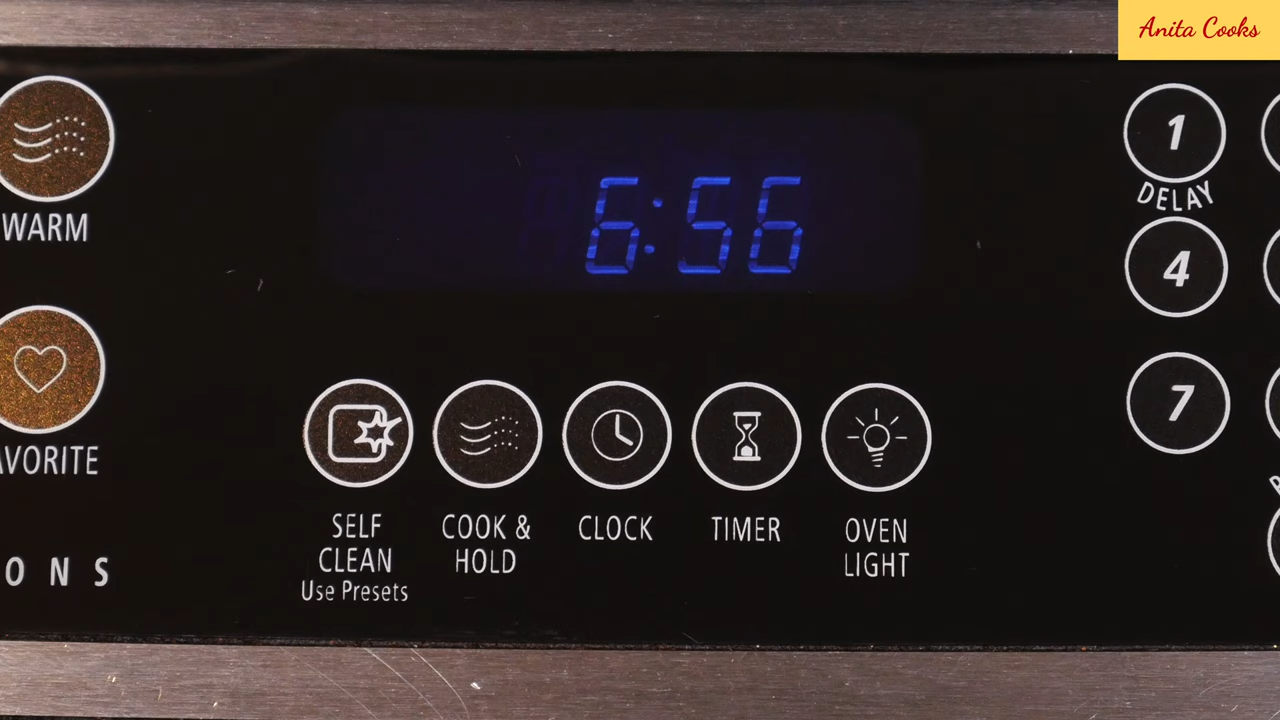 Anita Cooks
WARM
6:56
1
DELAY
4
7
AVORITE
SELF
CLEAN
Use Presets
COOK &
HOLD
CLOCK
TIMER
OVEN
LIGHT
ONS